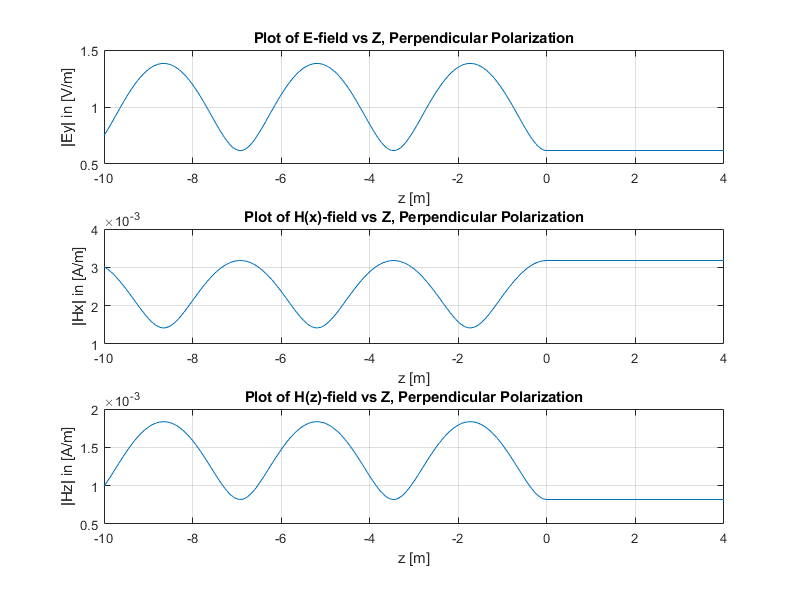 Plot of E-field vs Z, Perpendicular Polarization
1.5
1
0.5
|Ey| in [V/m]
-10 -8 -6 -4 -2 0 2 4
z [m]
×10-3
Plot of H(x)-field vs Z, Perpendicular Polarization
4
3
2
1
|Hx| in [A/m]
-10 -8 -6 -4 -2 0 2 4
z [m]
×10-3
Plot of H(z)-field vs Z, Perpendicular Polarization
2
1.5
1
0.5
|Hz| in [A/m]
-10 -8 -6 -4 -2 0 2 4
z [m]